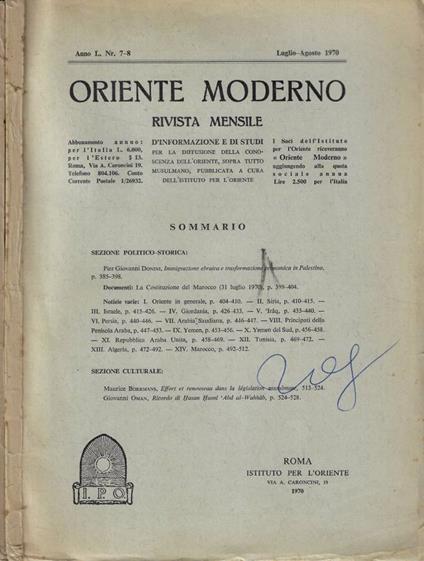 Anno L. Nr. 7-8
Luglio-Agosto 1970
ORIENTE MODERNO
RIVISTA MENSILE
Abbonamento annuo:
per l'Italia L. 6.000,
per l'Estero $ 13.
Roma, Via A. Caroncini 19.
Telefono 804.106. Conto
Corrente Postale 1/26932.
D'INFORMAZIONE E DI STUDI
PER LA DIFFUSIONE DELLA CONO-
SCENZA DELL'ORIENTE, SOPRA TUTTO
MUSULMANO, PUBBLICATA A CURA
DELL'ISTITUTO PER L'ORIENTE
I Soci dell'Istituto
per l'Oriente riceveranno
« Oriente Moderno »
aggiungendo alla quota
sociale annua
Lire 2.500 per l'Italia
SOMMARIO
SEZIONE POLITICO-STORICA:
Pier Giovanni DONINI, Immigrazione ebraica e trasformazione economica in Palestina,
p. 385-398.
Documenti: La Costituzione del Marocco (31 luglio 1970), p. 399-404.
Notizie varie: I. Oriente in generale, p. 404-410. — II. Siria, p. 410-415. —
III. Israele, p. 415-426. — IV. Giordania, p. 426-433. — V. 'Irāq, p. 433-440. —
VI. Persia, p. 440-446. — VII. Arabia Saudiana, p. 446-447. — VIII. Principati della
Penisola Araba, p. 447-453. — IX. Yemen, p. 453-456. — X. Yemen del Sud, p. 456-458.
— XI. Repubblica Araba Unita, p. 458-469. — XII. Tunisia, p. 469-472. —
XIII. Algeria, p. 472-492. — XIV. Marocco, p. 492-512.
SEZIONE CULTURALE:
Maurice BORRMANS, Effort et renouveau dans la législation 513-524.
Giovanni OMAN, Ricordo di Ḥasan Ḥusnī 'Abd ul-Wahhāb, p. 524-528.
I.P.O.
ROMA
ISTITUTO PER L'ORIENTE
VIA A. CARONCINI, 19
1970